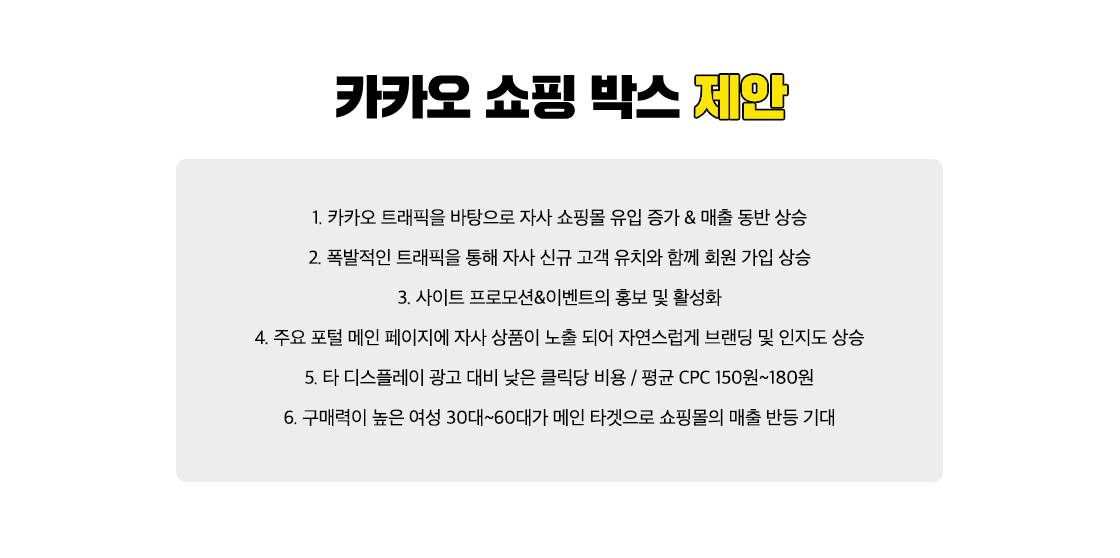 카카오 쇼핑 박스 제안
1. 카카오 트래픽을 바탕으로 자사 쇼핑몰 유입 증가 & 매출 동반 상승
2. 폭발적인 트래픽을 통해 자사 신규 고객 유치와 함께 회원 가입 상승
3. 사이트 프로모션&이벤트의 홍보 및 활성화
4. 주요 포털 메인 페이지에 자사 상품이 노출 되어 자연스럽게 브랜딩 및 인지도 상승
5. 타 디스플레이 광고 대비 낮은 클릭당 비용 / 평균 CPC 150원~180원
6. 구매력이 높은 여성 30대~60대가 메인 타겟으로 쇼핑몰의 매출 반등 기대